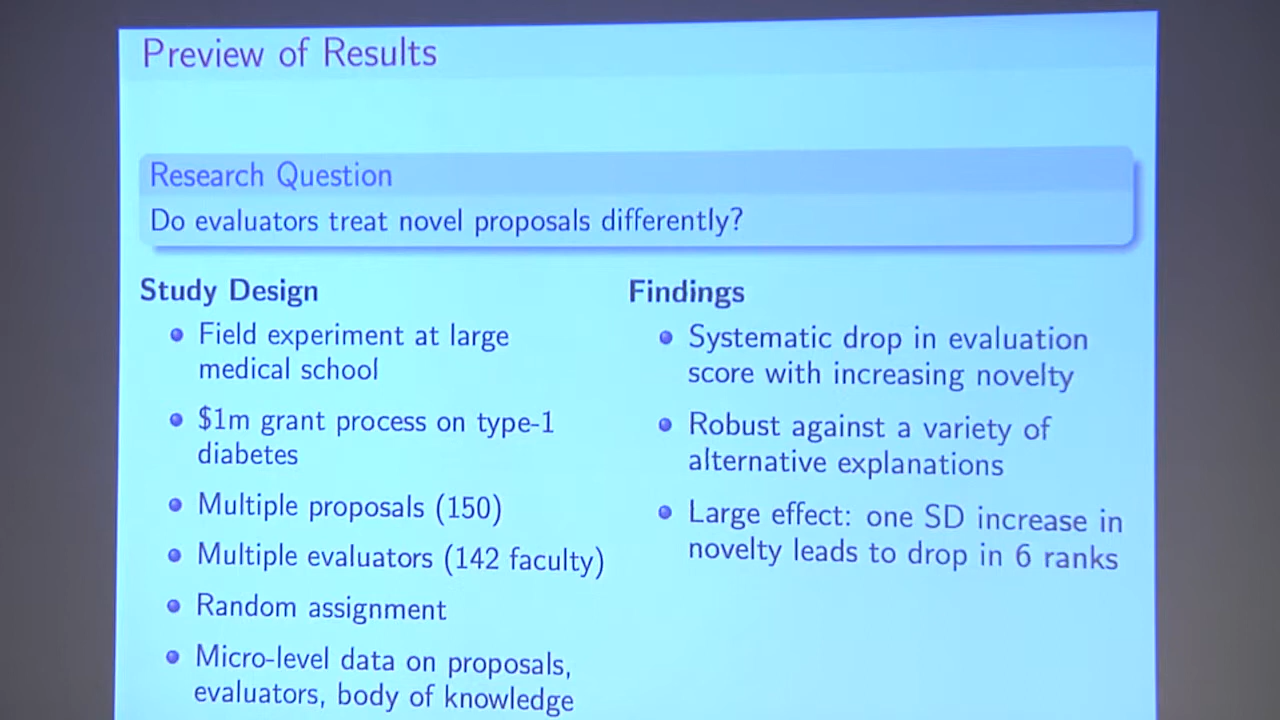 Preview of Results
Research Question
Do evaluators treat novel proposals differently?
Study Design
Field experiment at large
medical school
$1m grant process on type-1
diabetes
Multiple proposals (150)
Multiple evaluators (142 faculty)
Random assignment
Micro-level data on proposals,
evaluators, body of knowledge
Findings
Systematic drop in evaluation
score with increasing novelty
Robust against a variety of
alternative explanations
Large effect: one SD increase in
novelty leads to drop in 6 ranks